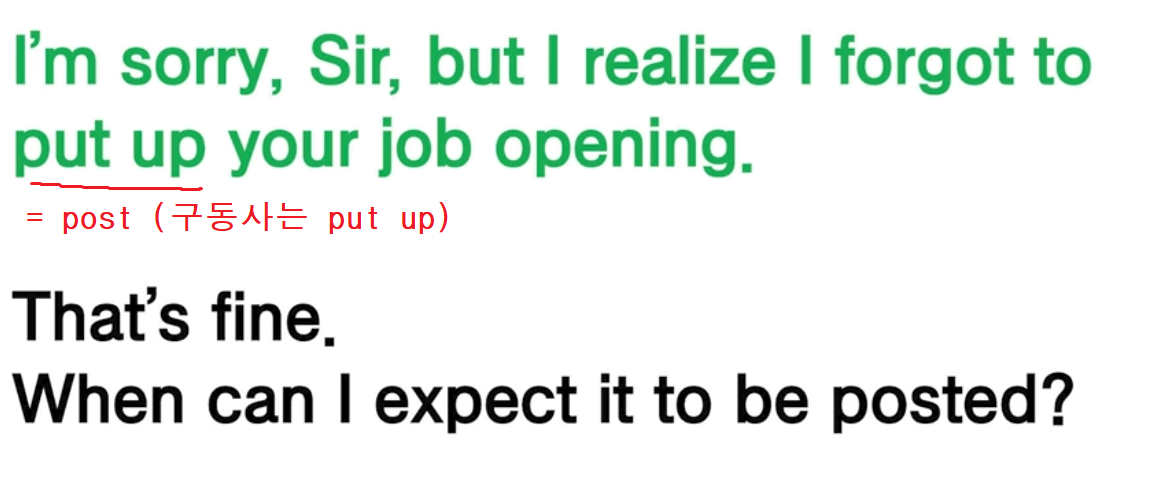 I’m sorry, Sir, but I realize I forgot to
put up your job opening.
= post (구동사는 put up)
That’s fine.
When can I expect it to be posted?